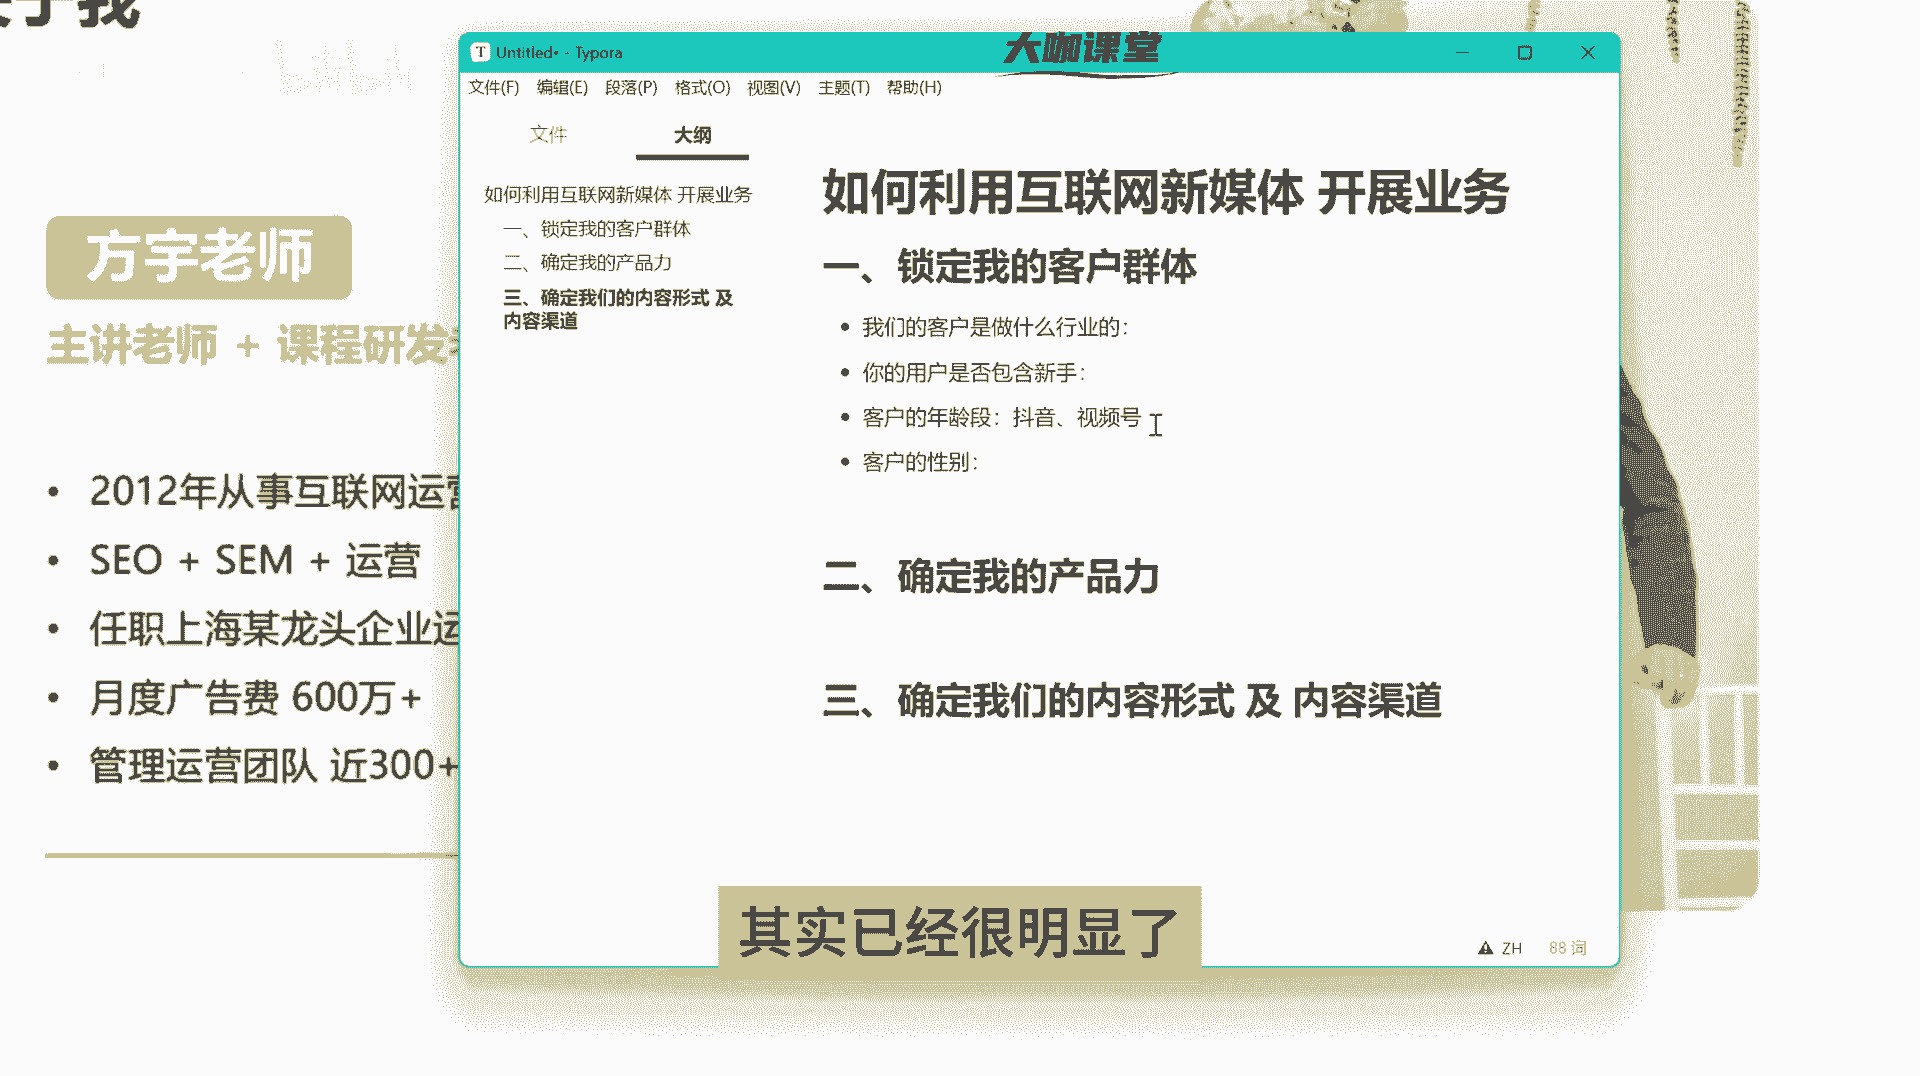 于我
方宇老师
主讲老师 + 课程研发
2012年从事互联网运营
SEO + SEM + 运营
任职上海某龙头企业运
月度广告费 600万+
管理运营团队 近300+
T Untitled• - Typora
大咖课堂
文件(F) 编辑(E) 段落(P) 格式(O) 视图(V) 主题(T) 帮助(H)
文件 大纲
如何利用互联网新媒体 开展业务
一、锁定我的客户群体
二、确定我的产品力
三、确定我们的内容形式 及
内容渠道
如何利用互联网新媒体 开展业务
一、锁定我的客户群体
我们的客户是做什么行业的：
你的用户是否包含新手：
客户的年龄段：抖音、视频号
客户的性别：
二、确定我的产品力
三、确定我们的内容形式 及 内容渠道
其实已经很明显了
ZH 88 词